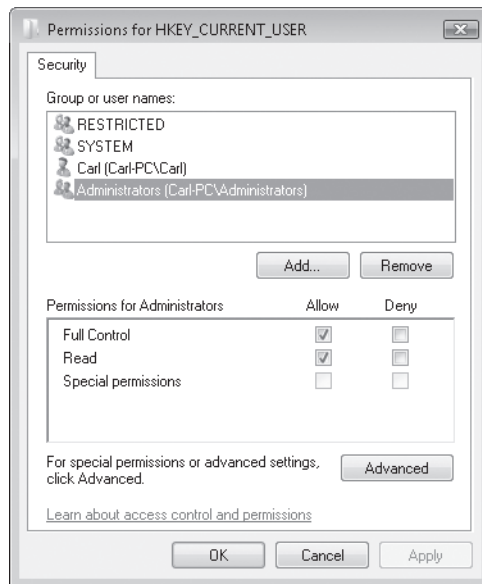 Permissions for HKEY_CURRENT_USER
Security
Group or user names:
RESTRICTED
SYSTEM
Carl (Carl-PC\Carl)
Administrators (Carl-PC\Administrators)
Add...
Remove
Permissions for Administrators
Allow
Deny
Full Control
Read
Special permissions
For special permissions or advanced settings,
click Advanced.
Advanced
Learn about access control and permissions
OK
Cancel
Apply